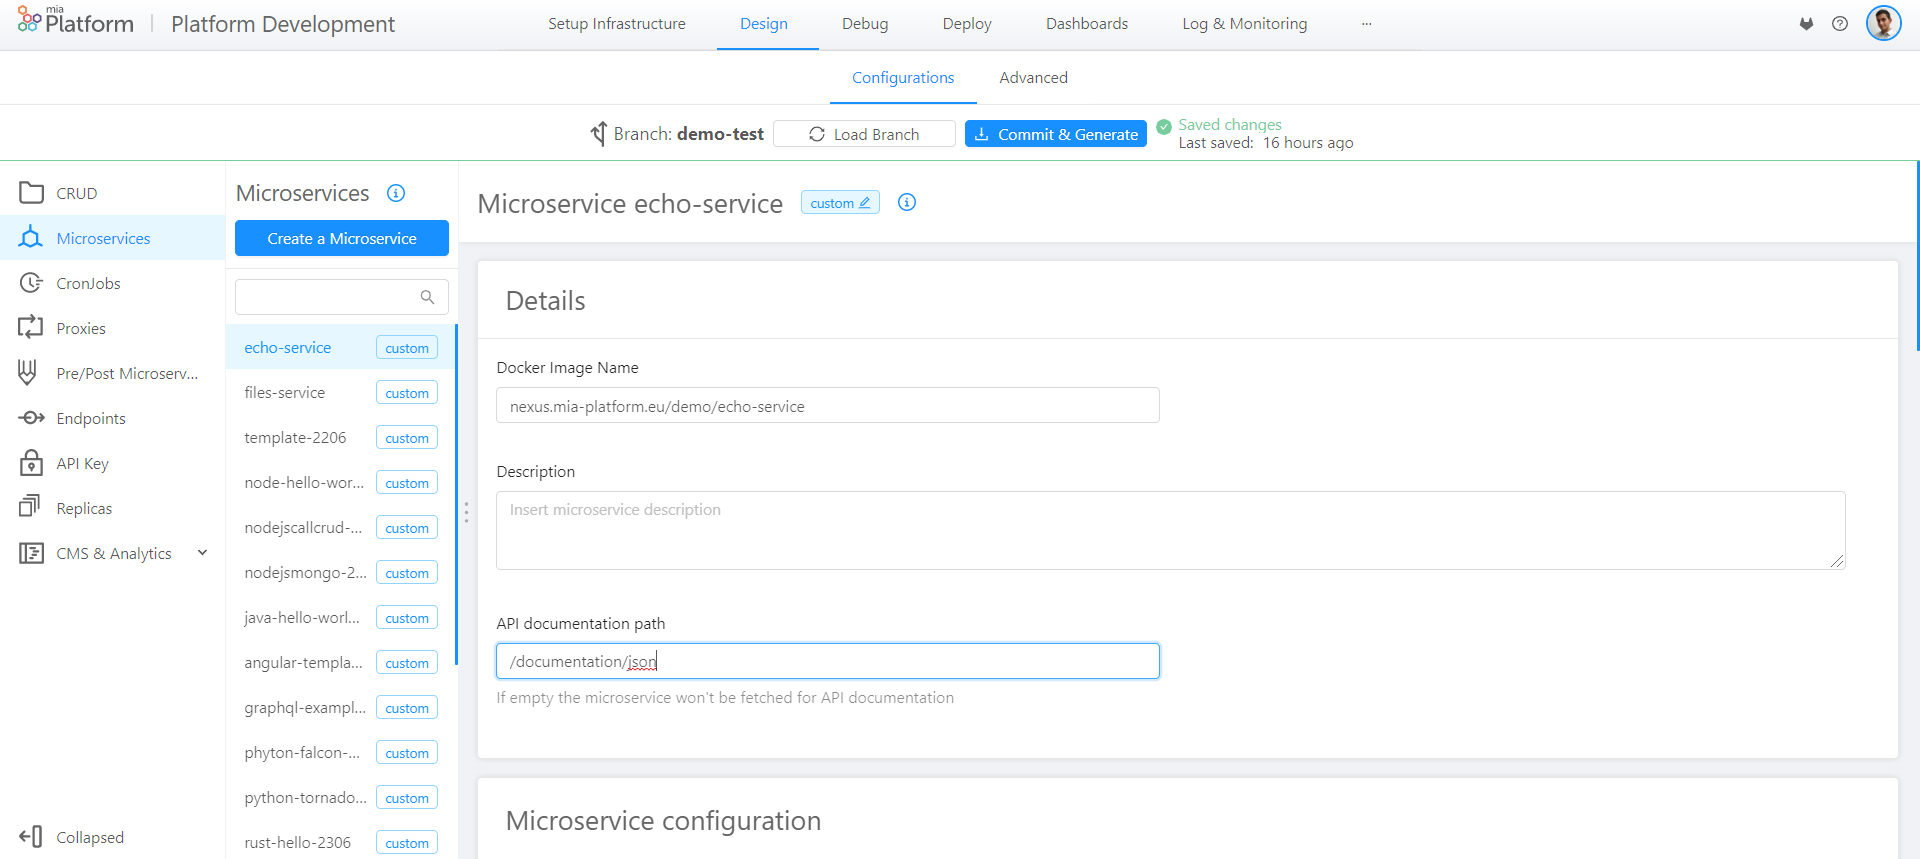 mia
Platform
Platform Development
Setup Infrastructure
Design
Debug
Deploy
Dashboards
Log & Monitoring
...
Configurations
Advanced
Branch: demo-test
Load Branch
Commit & Generate
Saved changes
Last saved: 16 hours ago
CRUD
Microservices
CronJobs
Proxies
Pre/Post Microserv...
Endpoints
API Key
Replicas
CMS & Analytics
Collapsed
Microservices
Create a Microservice
echo-service custom
files-service custom
template-2206 custom
node-hello-wor... custom
nodejscallcrud-... custom
nodejsmongo-2... custom
java-hello-worl... custom
angular-templa... custom
graphql-exampl... custom
phyton-falcon-... custom
python-tornado... custom
rust-hello-2306 custom
Microservice echo-service custom
Details
Docker Image Name
nexus.mia-platform.eu/demo/echo-service
Description
Insert microservice description
API documentation path
/documentation/json
If empty the microservice won't be fetched for API documentation
Microservice configuration